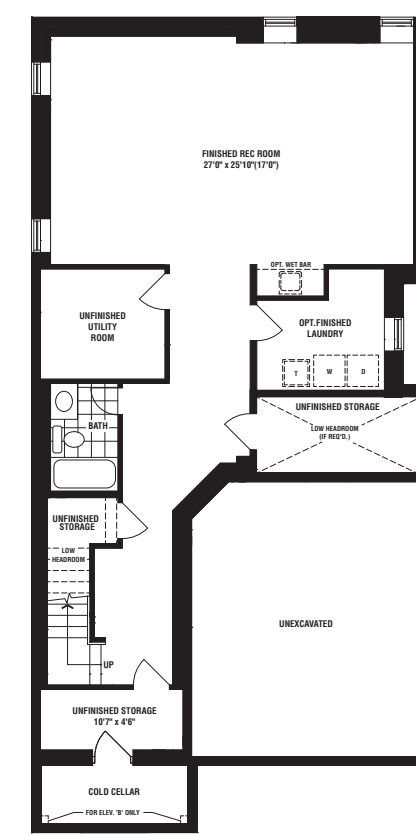 FINISHED REC ROOM
27'0" x 25'10"(17'0")
OPT. WET BAR
UNFINISHED
UTILITY
ROOM
OPT.FINISHED
LAUNDRY
T W D
BATH
UNFINISHED STORAGE
LOW HEADROOM
(IF REQ'D.)
UNFINISHED
STORAGE
LOW
HEADROOM
UNEXCAVATED
UP
UNFINISHED STORAGE
10'7" x 4'6"
COLD CELLAR
FOR ELEV. 'B' ONLY